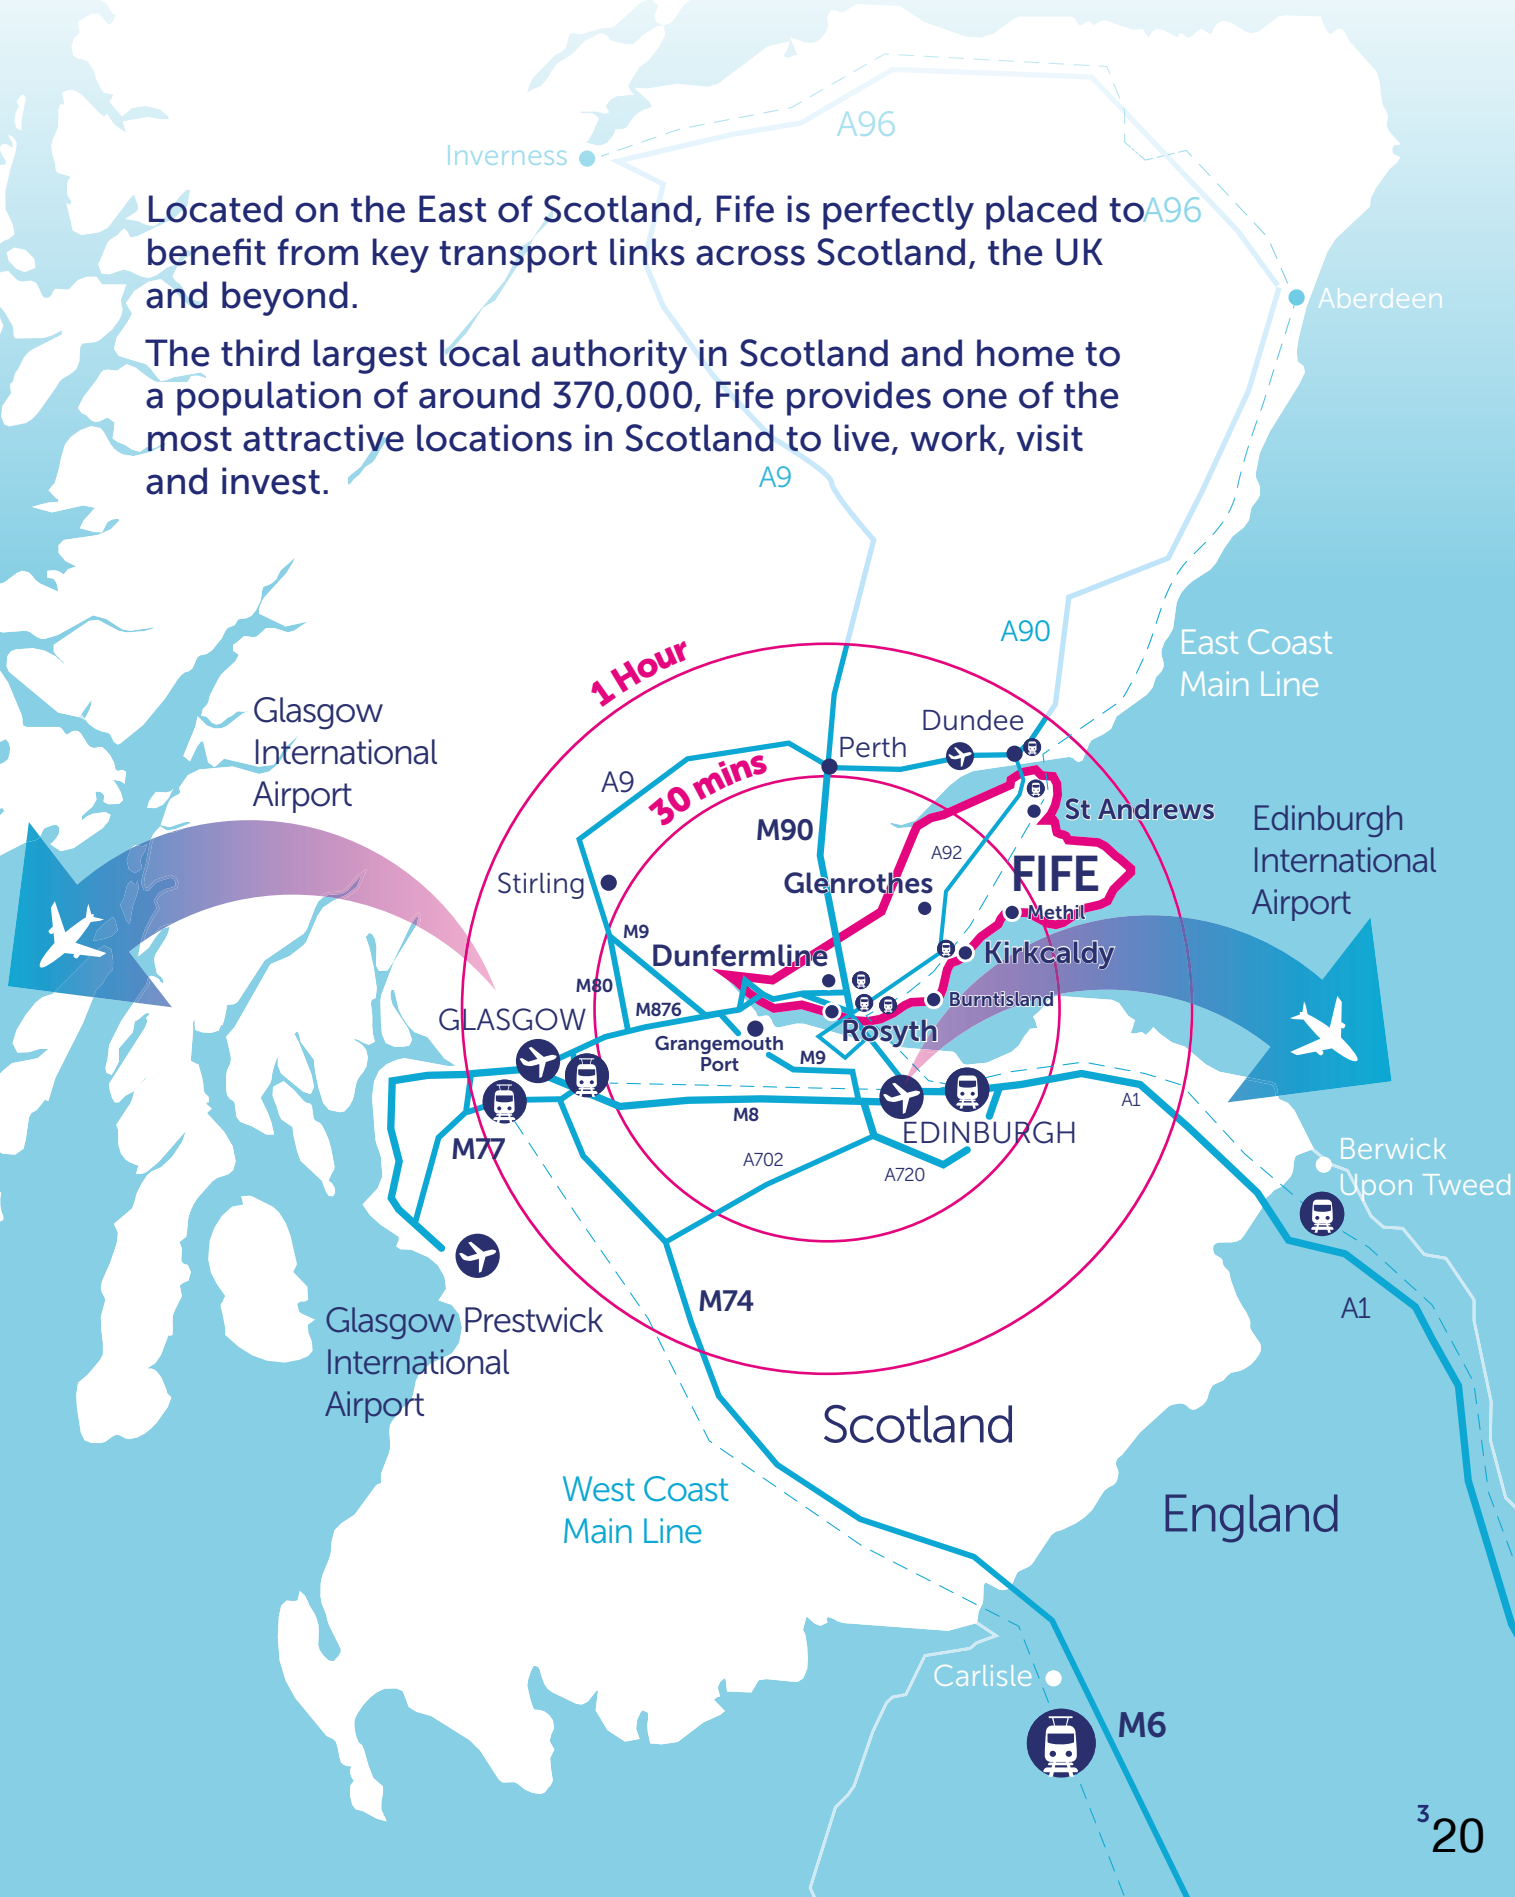 A96
Inverness
Located on the East of Scotland, Fife is perfectly placed to
A96
benefit from key transport links across Scotland, the UK
and beyond.
Aberdeen
The third largest local authority in Scotland and home to
a population of around 370,000, Fife provides one of the
most attractive locations in Scotland to live, work, visit
and invest.
A9
A90
East Coast
Main Line
1 Hour
Glasgow
International
Airport
Dundee
Perth
A9
30 mins
St Andrews
Edinburgh
International
Airport
M90
A92
FIFE
Stirling
Glenrothes
Methil
M9
Dunfermline
Kirkcaldy
M80
Burntisland
M876
GLASGOW
Rosyth
Grangemouth
Port
M9
M8
A1
EDINBURGH
M77
A702
A720
Berwick
Upon Tweed
M74
A1
Glasgow Prestwick
International
Airport
Scotland
West Coast
Main Line
England
Carlisle
M6
3
20